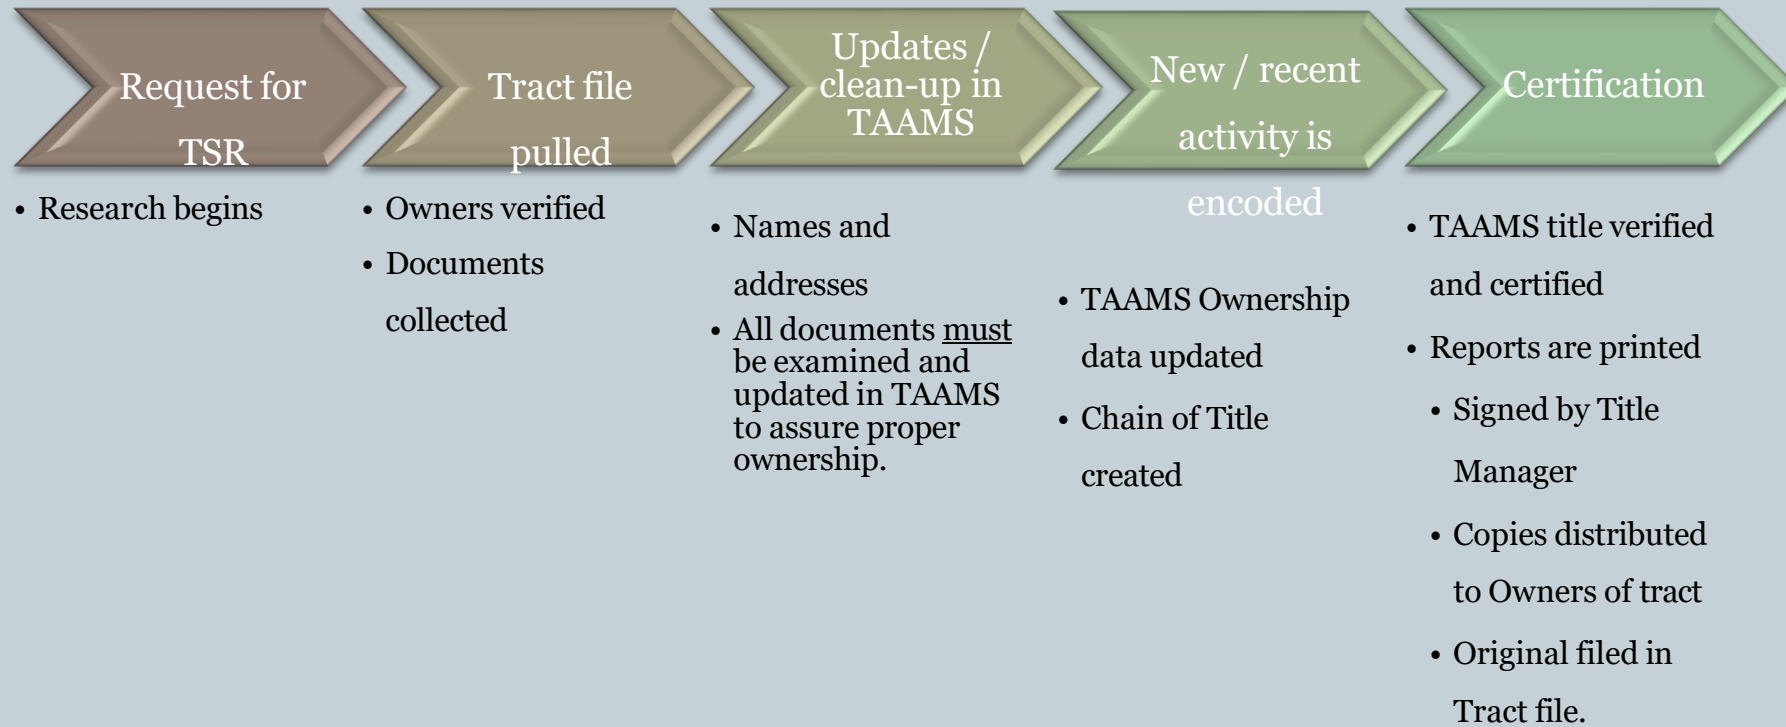 Request for
TSR
• Research begins
Tract file
pulled
• Owners verified
• Documents
collected
Updates /
clean-up in
TAAMS
• Names and
addresses
• All documents must
be examined and
updated in TAAMS
to assure proper
ownership.
New / recent
activity is
encoded
• TAAMS Ownership
data updated
• Chain of Title
created
Certification
• TAAMS title verified
and certified
• Reports are printed
• Signed by Title
Manager
• Copies distributed
to Owners of tract
• Original filed in
Tract file.